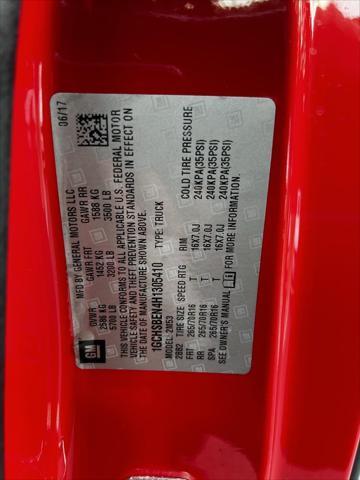 MFD BY GENERAL MOTORS LLC 06/17
GVWR GAWR FRT GAWR RR
2586 KG 1452 KG 1588 KG
5700 LB 3200 LB 3500 LB
GM
THIS VEHICLE CONFORMS TO ALL APPLICABLE U.S. FEDERAL MOTOR
VEHICLE SAFETY AND THEFT PREVENTION STANDARDS IN EFFECT ON
THE DATE OF MANUFACTURE SHOWN ABOVE.
1GCHSBEN4H1305410 TYPE: TRUCK
MODEL: 2M53
28B2 TIRE SIZE SPEED RTG RIM COLD TIRE PRESSURE
FRT 265/70R16 T 16X7.0J 240KPA(35PSI)
RR 265/70R16 T 16X7.0J 240KPA(35PSI)
SPA 265/70R16 T 16X7.0J 240KPA(35PSI)
SEE OWNER'S MANUAL FOR MORE INFORMATION.